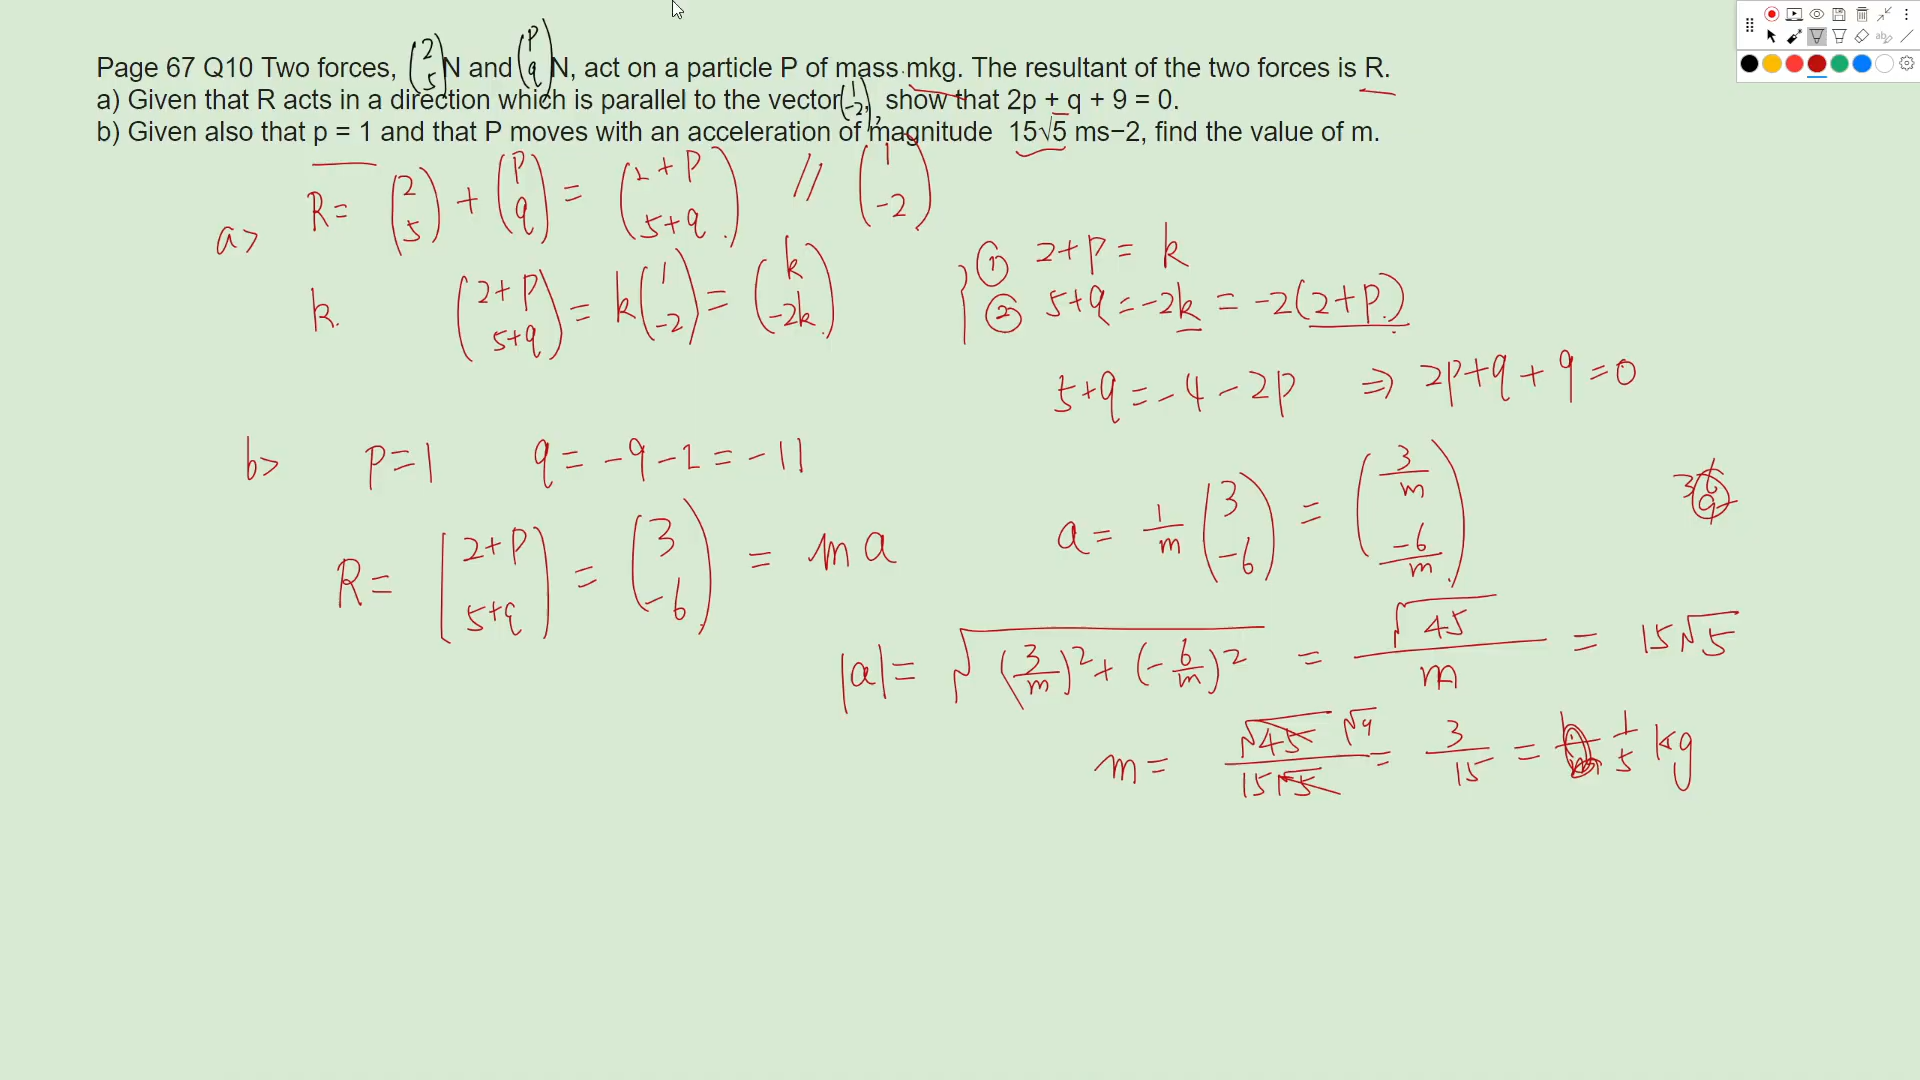 Page 67 Q10 Two forces, (2 5) N and (p q) N, act on a particle P of mass mkg. The resultant of the two forces is R.
a) Given that R acts in a direction which is parallel to the vector (1 -2), show that 2p + q + 9 = 0.
b) Given also that p = 1 and that P moves with an acceleration of magnitude 15√5 ms−2, find the value of m.
a> R = (2 5) + (p q) = (2+p 5+q) // (1 -2)
k. (2+p 5+q) = k(1 -2) = (k -2k)
① 2+p = k
② 5+q = -2k = -2(2+p)
5+q = -4-2p ⇒ 2p+q+9=0
b> p=1 q = -9-2 = -11
R = (2+p 5+q) = (3 -6) = ma
a = 1/m (3 -6) = (3/m -6/m)
|a| = √((3/m)2 + (-6/m)2) = √45/m = 15√5
m = √45/15√5 √9 = 3/15 = 1/5 kg